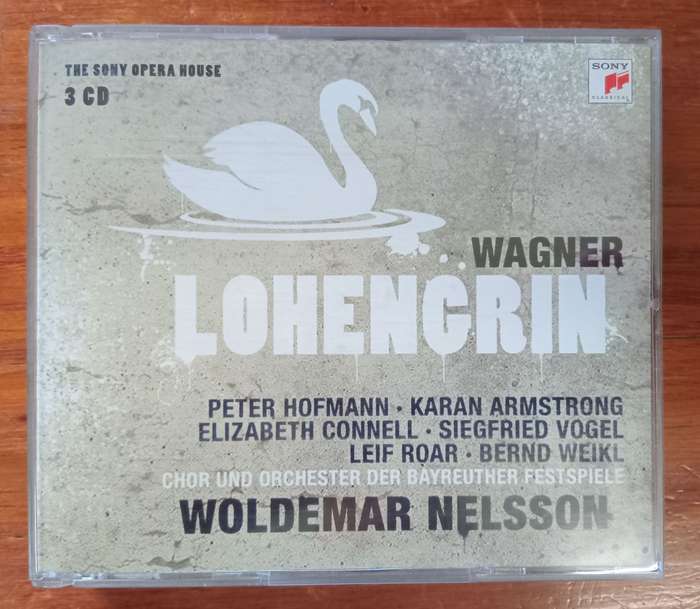 THE SONY OPERA HOUSE
3 CD
SONY
CLASSICAL
WAGNER
LOHENGRIN
PETER HOFMANN · KARAN ARMSTRONG
ELIZABETH CONNELL · SIEGFRIED VOGEL
LEIF ROAR · BERND WEIKL
CHOR UND ORCHESTER DER BAYREUTHER FESTSPIELE
WOLDEMAR NELSSON